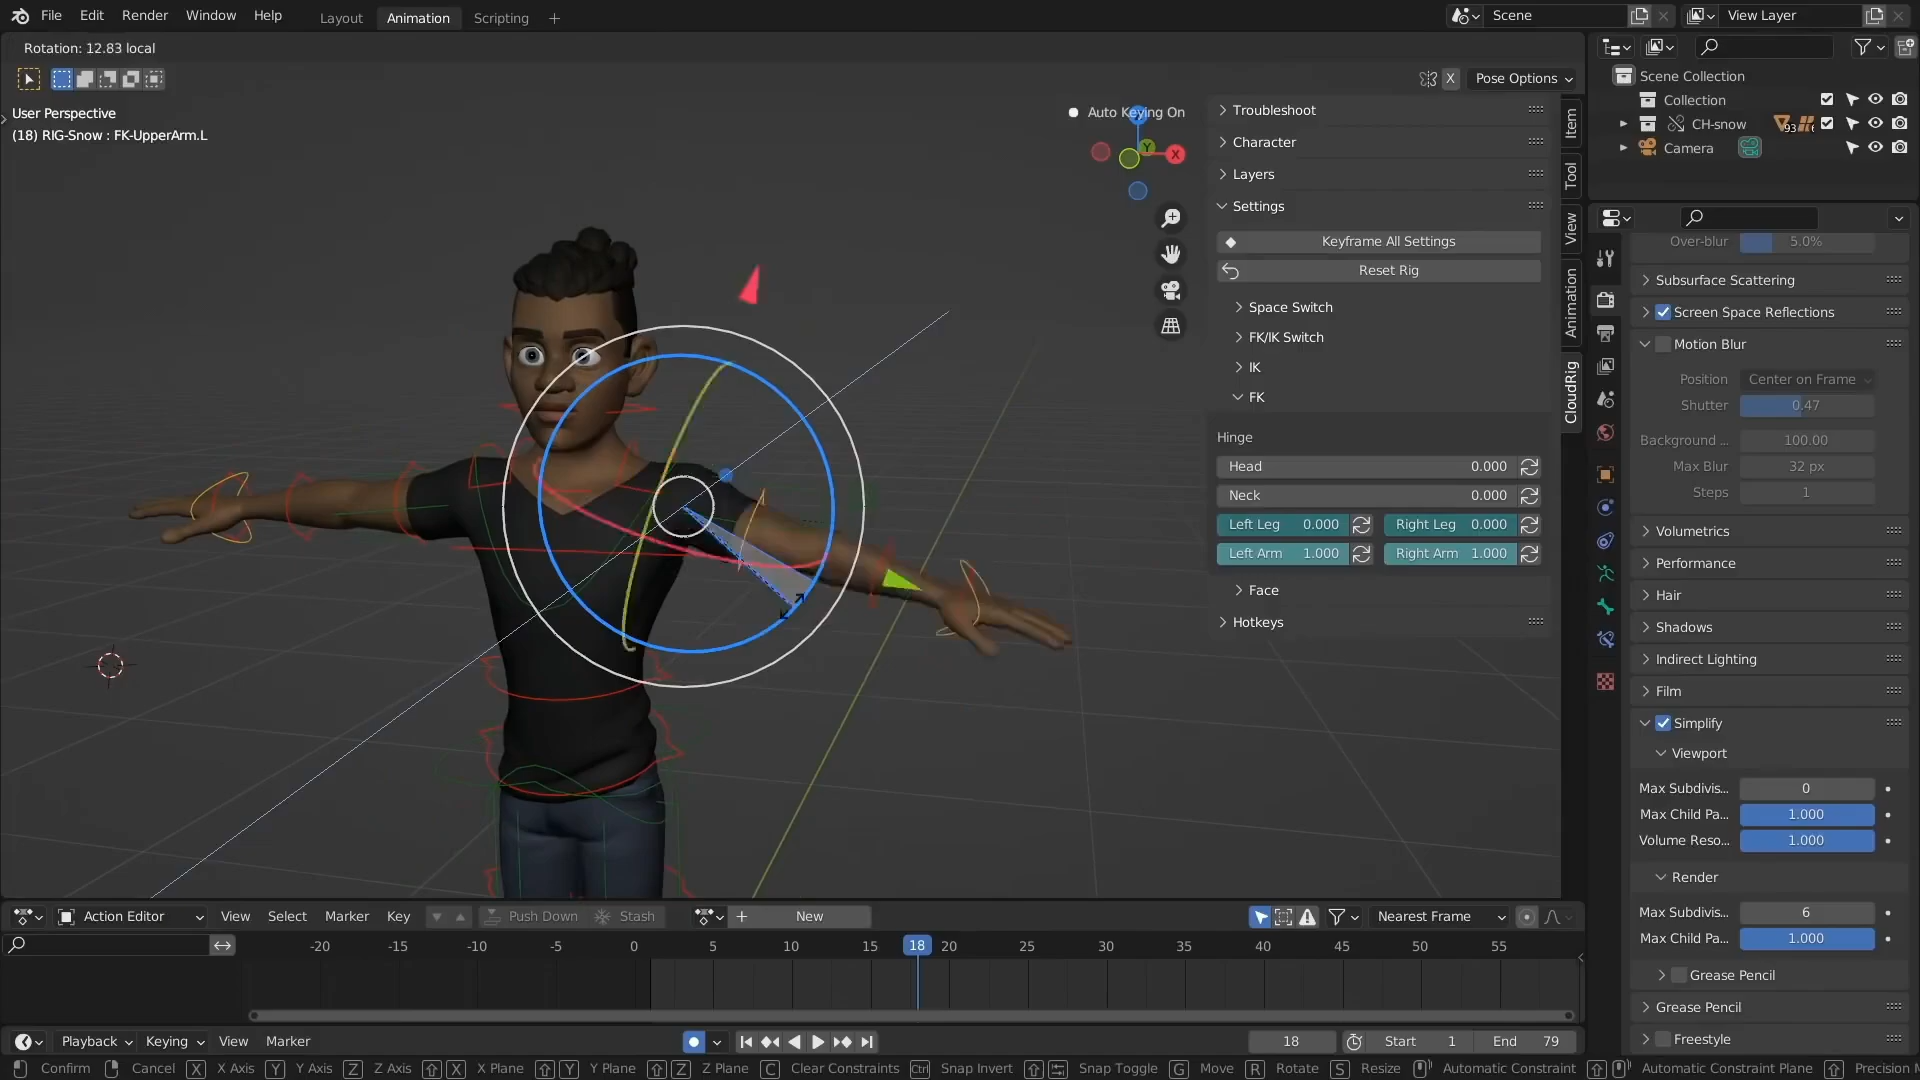 File Edit Render Window Help Layout Animation Scripting + Scene View Layer
Rotation: 12.83 local
X Pose Options
User Perspective
(18) RIG-Snow : FK-UpperArm.L
Auto Keying On
Y
X
Troubleshoot
Character
Layers
Settings
Keyframe All Settings
Reset Rig
Space Switch
FK/IK Switch
IK
FK
Hinge
Head 0.000
Neck 0.000
Left Leg 0.000 Right Leg 0.000
Left Arm 1.000 Right Arm 1.000
Face
Hotkeys
Item
Tool
View
Animation
CloudRig
Scene Collection
Collection
CH-snow 93
Camera
Over-blur 5.0%
Subsurface Scattering
Screen Space Reflections
Motion Blur
Position Center on Frame
Shutter 0.47
Background ... 100.00
Max Blur 32 px
Steps 1
Volumetrics
Performance
Hair
Shadows
Indirect Lighting
Film
Simplify
Viewport
Max Subdivis... 0
Max Child Pa... 1.000
Volume Reso... 1.000
Render
Max Subdivis... 6
Max Child Pa... 1.000
Grease Pencil
Grease Pencil
Freestyle
Action Editor View Select Marker Key Push Down Stash + New Nearest Frame
-20 -15 -10 -5 0 5 10 15 18 20 25 30 35 40 45 50 55
Playback Keying View Marker 18 Start 1 End 79
Confirm Cancel X X Axis Y Y Axis Z Z Axis X X Plane Y Y Plane Z Z Plane C Clear Constraints Ctrl Snap Invert Snap Toggle G Move R Rotate S Resize Automatic Constraint Automatic Constraint Plane Precision M